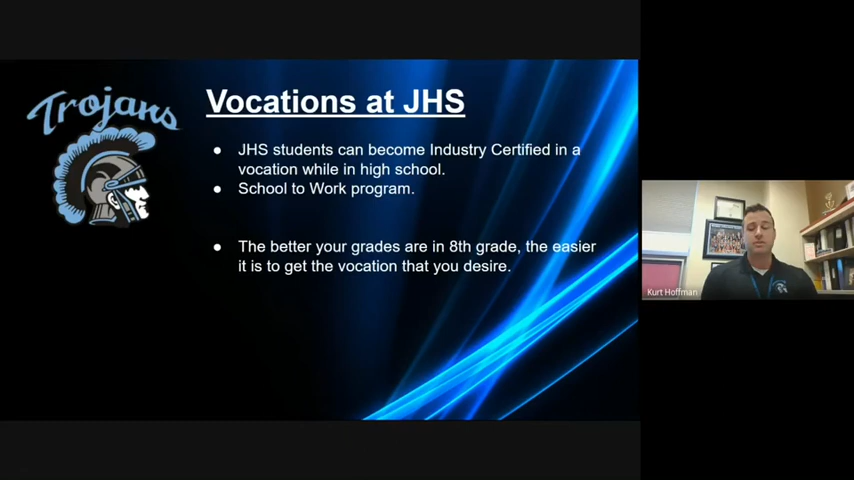 Trojans
Vocations at JHS
● JHS students can become Industry Certified in a
vocation while in high school.
● School to Work program.
● The better your grades are in 8th grade, the easier
it is to get the vocation that you desire.
Kurt Hoffman